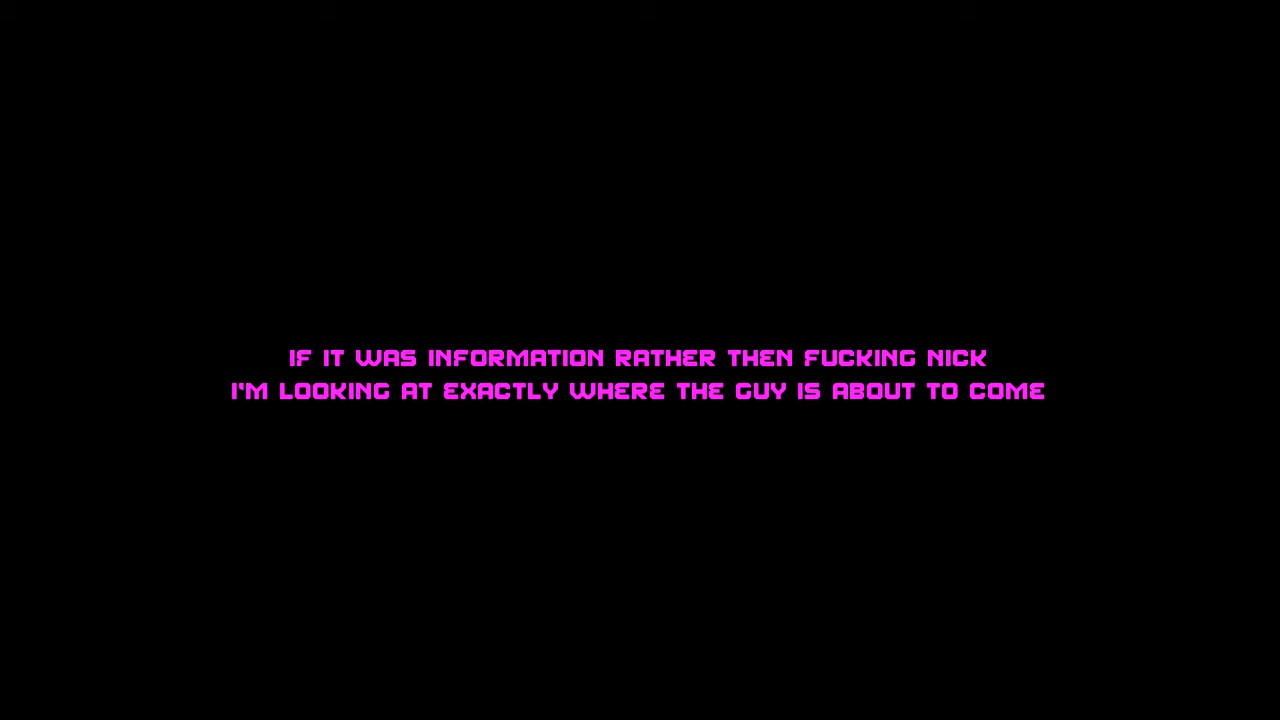 IF IT WAS INFORMATION RATHER THEN FUCKING NICK
I'M LOOKING AT EXACTLY WHERE THE GUY IS ABOUT TO COME